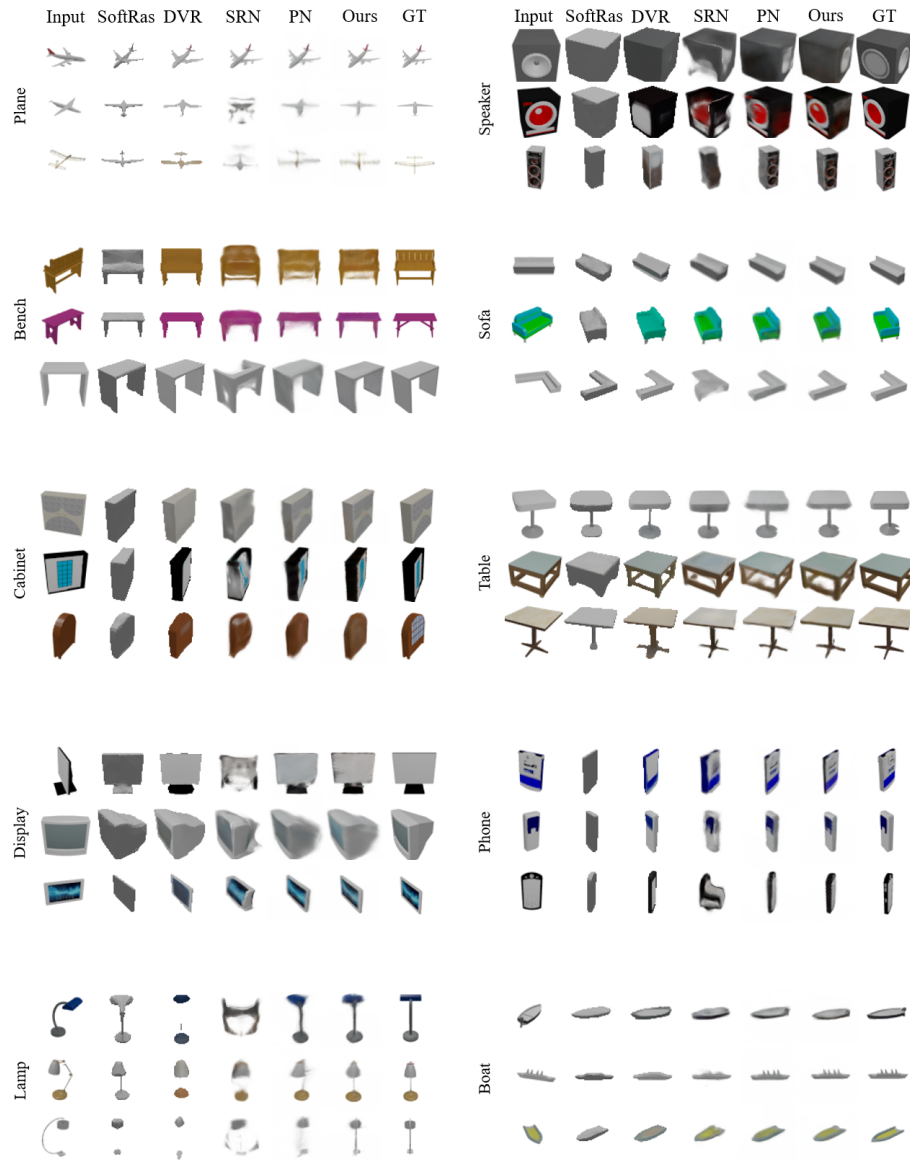 Input SoftRas DVR SRN PN Ours GT
Plane
Bench
Cabinet
Display
Lamp
Input SoftRas DVR SRN PN Ours GT
Speaker
Sofa
Table
Phone
Boat